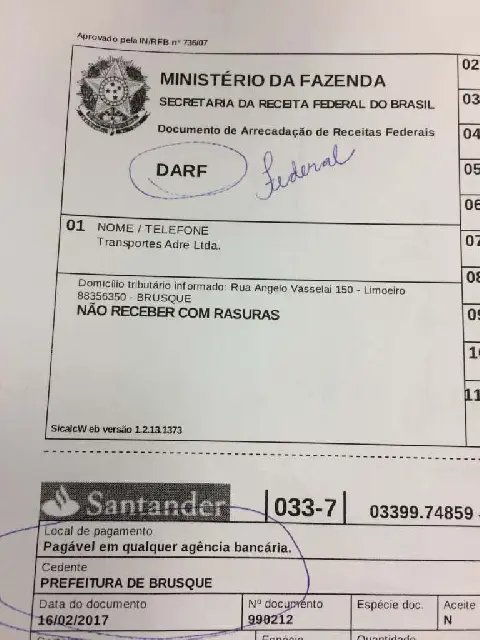 Aprovado pela IN/RFB n° 736/07
MINISTÉRIO DA FAZENDA
SECRETARIA DA RECEITA FEDERAL DO BRASIL
Documento de Arrecadação de Receitas Federais
DARF
Federal
02
03
04
05
06
07
08
09
10
11
01 NOME / TELEFONE
Transportes Adre Ltda.
Domicílio tributário informado: Rua Angelo Vasselai 150 - Limoeiro
88356350 - BRUSQUE
NÃO RECEBER COM RASURAS
SicalcWeb versão 1.2.13.1373
Santander 033-7 03399.74859
Local de pagamento
Pagável em qualquer agência bancária.
Cedente
PREFEITURA DE BRUSQUE
Data do documento Nº documento Espécie doc. Aceite
16/02/2017 990212 N
Espécie Quantidade